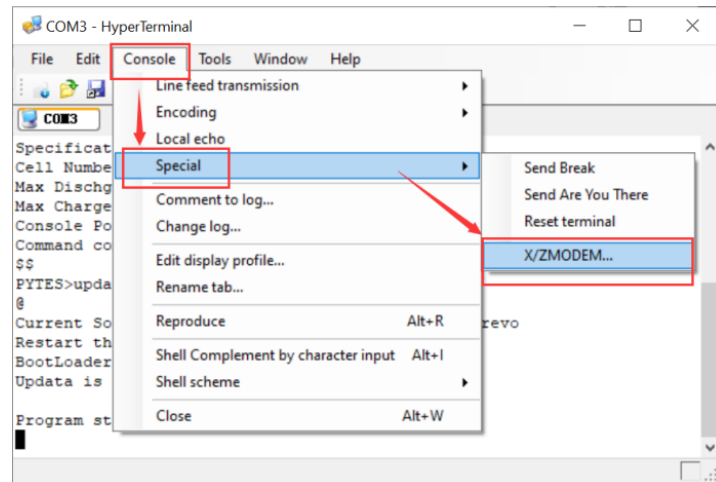 COM3 - HyperTerminal
File Edit Console Tools Window Help
COM3
Line feed transmission
Encoding
Local echo
Special
Comment to log...
Change log...
Edit display profile...
Rename tab...
Reproduce Alt+R
Shell Complement by character input Alt+I
Shell scheme
Close Alt+W
Send Break
Send Are You There
Reset terminal
X/ZMODEM...
Specificat
Cell Numbe
Max Dischg
Max Charge
Console Po
Command co
$$
PYTES>upda
@
Current So
revo
Restart th
BootLoader
Updata is
Program st